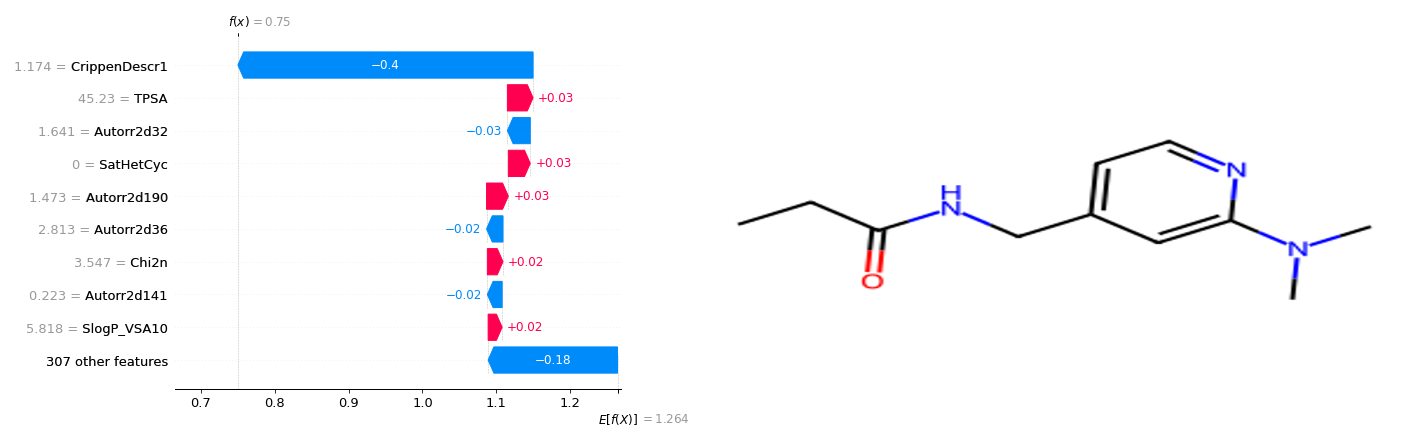 f(x) = 0.75
1.174 = CrippenDescr1
−0.4
45.23 = TPSA
+0.03
1.641 = Autorr2d32
−0.03
0 = SatHetCyc
+0.03
1.473 = Autorr2d190
+0.03
2.813 = Autorr2d36
−0.02
3.547 = Chi2n
+0.02
0.223 = Autorr2d141
−0.02
5.818 = SlogP_VSA10
+0.02
307 other features
−0.18
0.7 0.8 0.9 1.0 1.1 1.2
E[f(X)] = 1.264
N
H
N
N
O